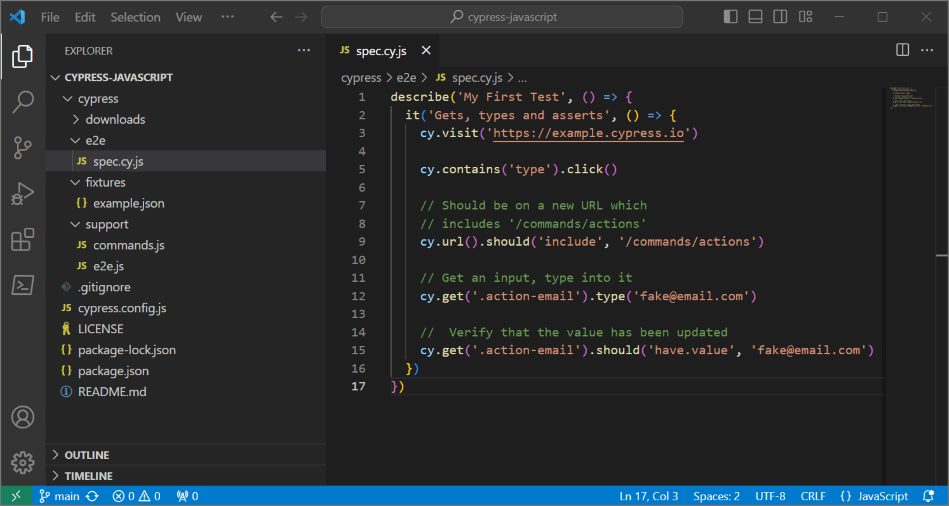 File Edit Selection View ··· cypress-javascript
EXPLORER ···
CYPRESS-JAVASCRIPT
cypress
downloads
e2e
JS spec.cy.js
fixtures
{} example.json
support
JS commands.js
JS e2e.js
.gitignore
JS cypress.config.js
LICENSE
{} package-lock.json
{} package.json
README.md
OUTLINE
TIMELINE
JS spec.cy.js
cypress > e2e > JS spec.cy.js > ...
1 describe('My First Test', () => {
2 it('Gets, types and asserts', () => {
3 cy.visit('https://example.cypress.io')
4
5 cy.contains('type').click()
6
7 // Should be on a new URL which
8 // includes '/commands/actions'
9 cy.url().should('include', '/commands/actions')
10
11 // Get an input, type into it
12 cy.get('.action-email').type('fake@email.com')
13
14 //  Verify that the value has been updated
15 cy.get('.action-email').should('have.value', 'fake@email.com')
16 })
17 })
main 0 0 0 Ln 17, Col 3 Spaces: 2 UTF-8 CRLF {} JavaScript